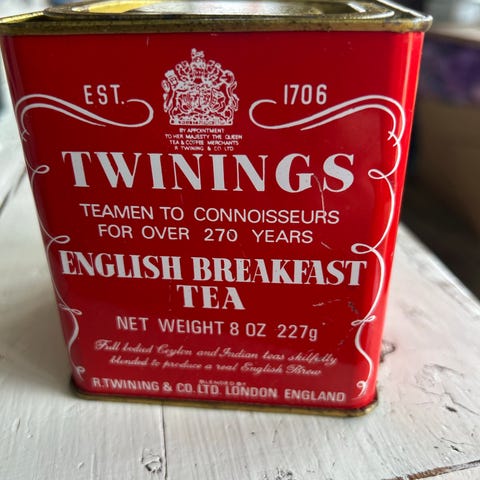 EST. 1706
BY APPOINTMENT
TO HER MAJESTY THE QUEEN
TEA & COFFEE MERCHANTS
R. TWINING & CO. LTD
TWININGS
TEAMEN TO CONNOISSEURS
FOR OVER 270 YEARS
ENGLISH BREAKFAST
TEA
NET WEIGHT 8 OZ 227g
Full bodied Ceylon and Indian teas skilfully
blended to produce a real English Brew
BLENDED BY
R. TWINING & CO. LTD. LONDON ENGLAND